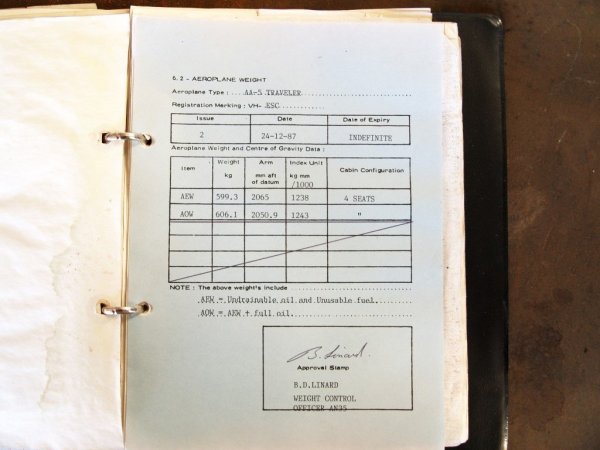 6.2 - AEROPLANE WEIGHT
Aeroplane Type : ... AA-5 TRAVELER
Registration Marking : VH- .ESC
Issue Date Date of Expiry
2 24-12-87 INDEFINITE
Aeroplane Weight and Centre of Gravity Data :
Item Weight kg Arm mm aft of datum Index Unit kg mm /1000 Cabin Configuration
AEW 599.3 2065 1238 4 SEATS
AOW 606.1 2050.9 1243 "
NOTE : The above weight's include
AEW = Undrainable oil and Unusable fuel.
AOW = AEW + full oil.
B. Linard.
Approval Stamp
B.D.LINARD
WEIGHT CONTROL
OFFICER AN35